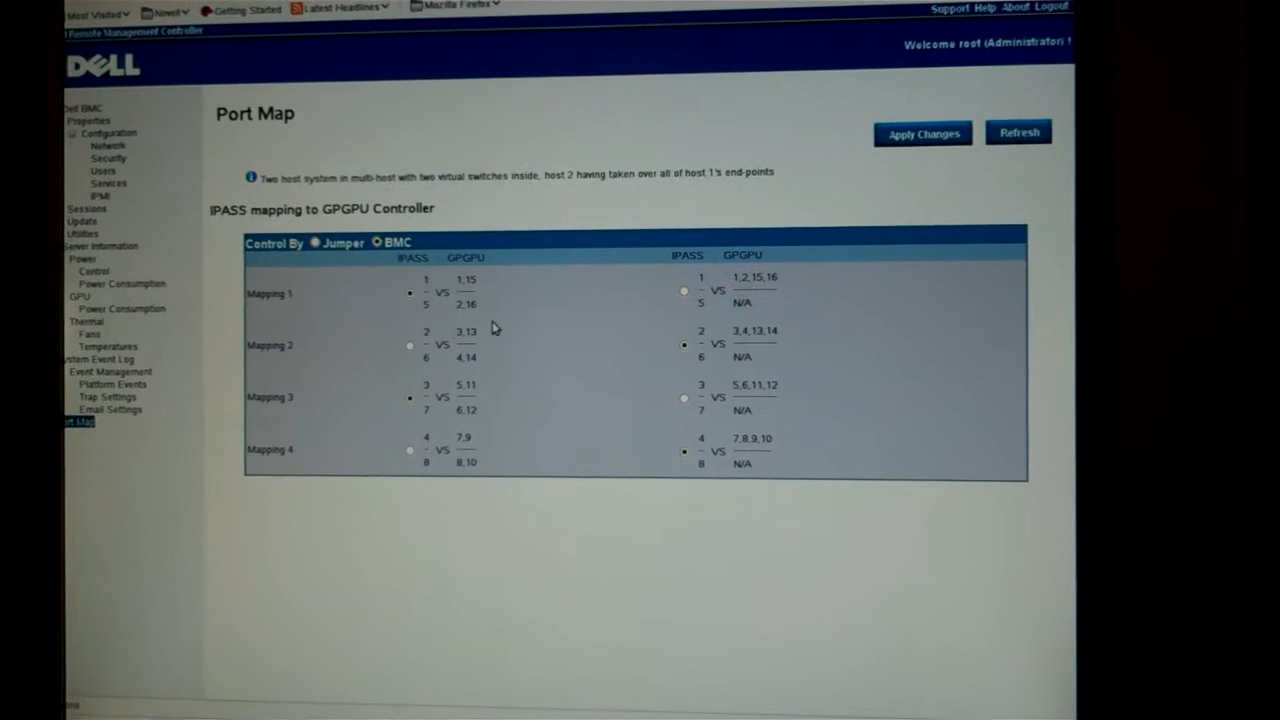 Most Visited Novell Getting Started Latest Headlines Mozilla Firefox
Support Help About Logout
Remote Management Controller
Welcome root (Administrator) !
DELL
Dell BMC
Properties
Configuration
Network
Security
Users
Services
IPMI
Sessions
Update
Utilities
Server Information
Power
Control
Power Consumption
GPU
Power Consumption
Thermal
Fans
Temperatures
ystem Event Log
Event Management
Platform Events
Trap Settings
Email Settings
ort Map
Port Map
Apply Changes Refresh
Two host system in multi-host with two virtual switches inside, host 2 having taken over all of host 1's end-points
IPASS mapping to GPGPU Controller
Control By Jumper BMC
IPASS GPGPU IPASS GPGPU
1 1,15 1 1,2,15,16
Mapping 1 - VS - VS
5 2,16 5 N/A
2 3,13 2 3,4,13,14
Mapping 2 - VS - VS
6 4,14 6 N/A
3 5,11 3 5,6,11,12
Mapping 3 - VS - VS
7 6,12 7 N/A
4 7,9 4 7,8,9,10
Mapping 4 - VS - VS
8 8,10 8 N/A
one